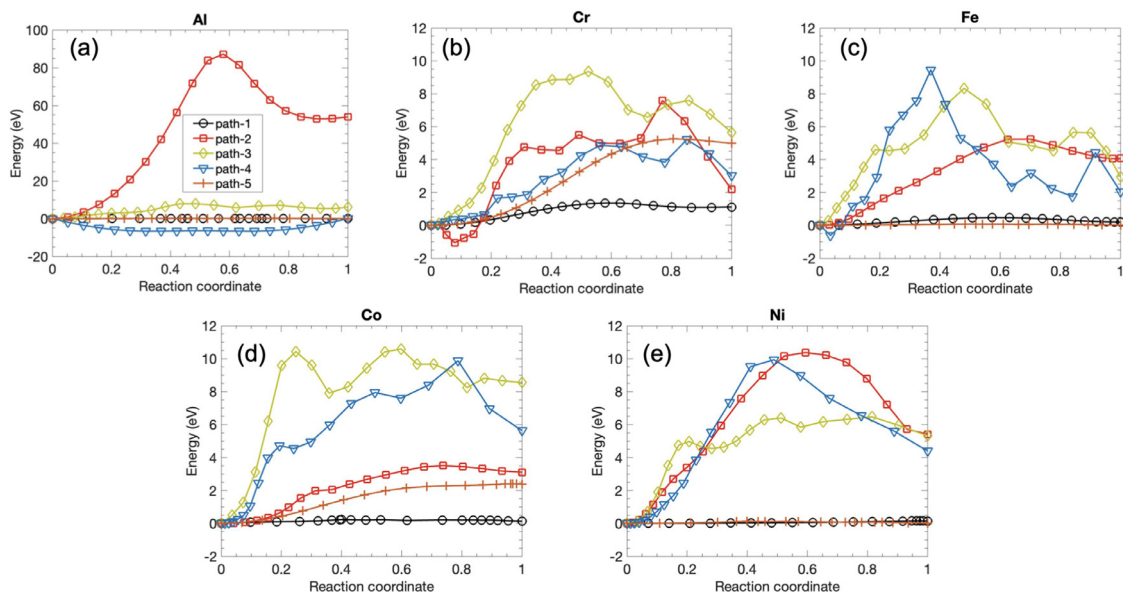 Al
(a)
100
80
60
40
20
0
-20
Energy (eV)
path-1
path-2
path-3
path-4
path-5
0 0.2 0.4 0.6 0.8 1
Reaction coordinate
Cr
(b)
12
10
8
6
4
2
0
-2
Energy (eV)
0 0.2 0.4 0.6 0.8 1
Reaction coordinate
Fe
(c)
12
10
8
6
4
2
0
-2
Energy (eV)
0 0.2 0.4 0.6 0.8 1
Reaction coordinate
Co
(d)
12
10
8
6
4
2
0
-2
Energy (eV)
0 0.2 0.4 0.6 0.8 1
Reaction coordinate
Ni
(e)
12
10
8
6
4
2
0
-2
Energy (eV)
0 0.2 0.4 0.6 0.8 1
Reaction coordinate